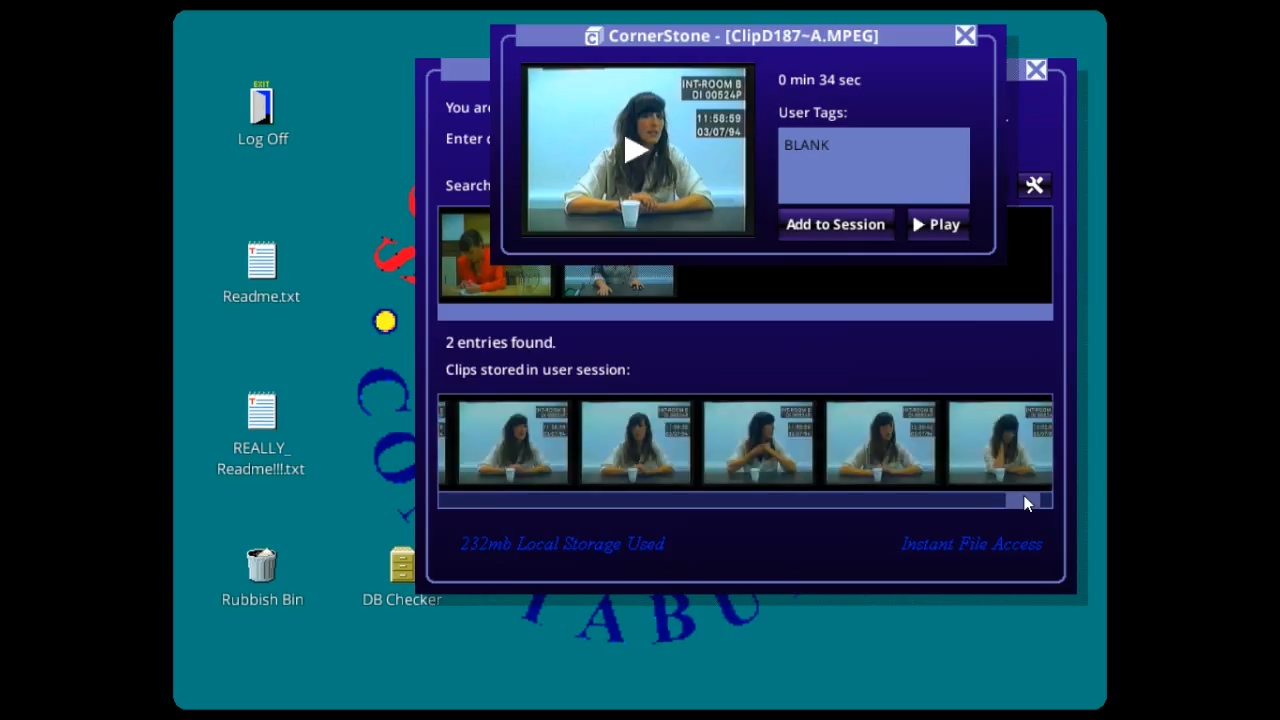 CornerStone - [ClipD187~A.MPEG]
INT-ROOM B
DI 00524P
11:58:59
03/07/94
0 min 34 sec
User Tags:
BLANK
Add to Session
Play
You are
Enter
Search
2 entries found.
Clips stored in user session:
232mb Local Storage Used
Instant File Access
EXIT
Log Off
Readme.txt
REALLY_
Readme!!!.txt
Rubbish Bin
DB Checker
TABU